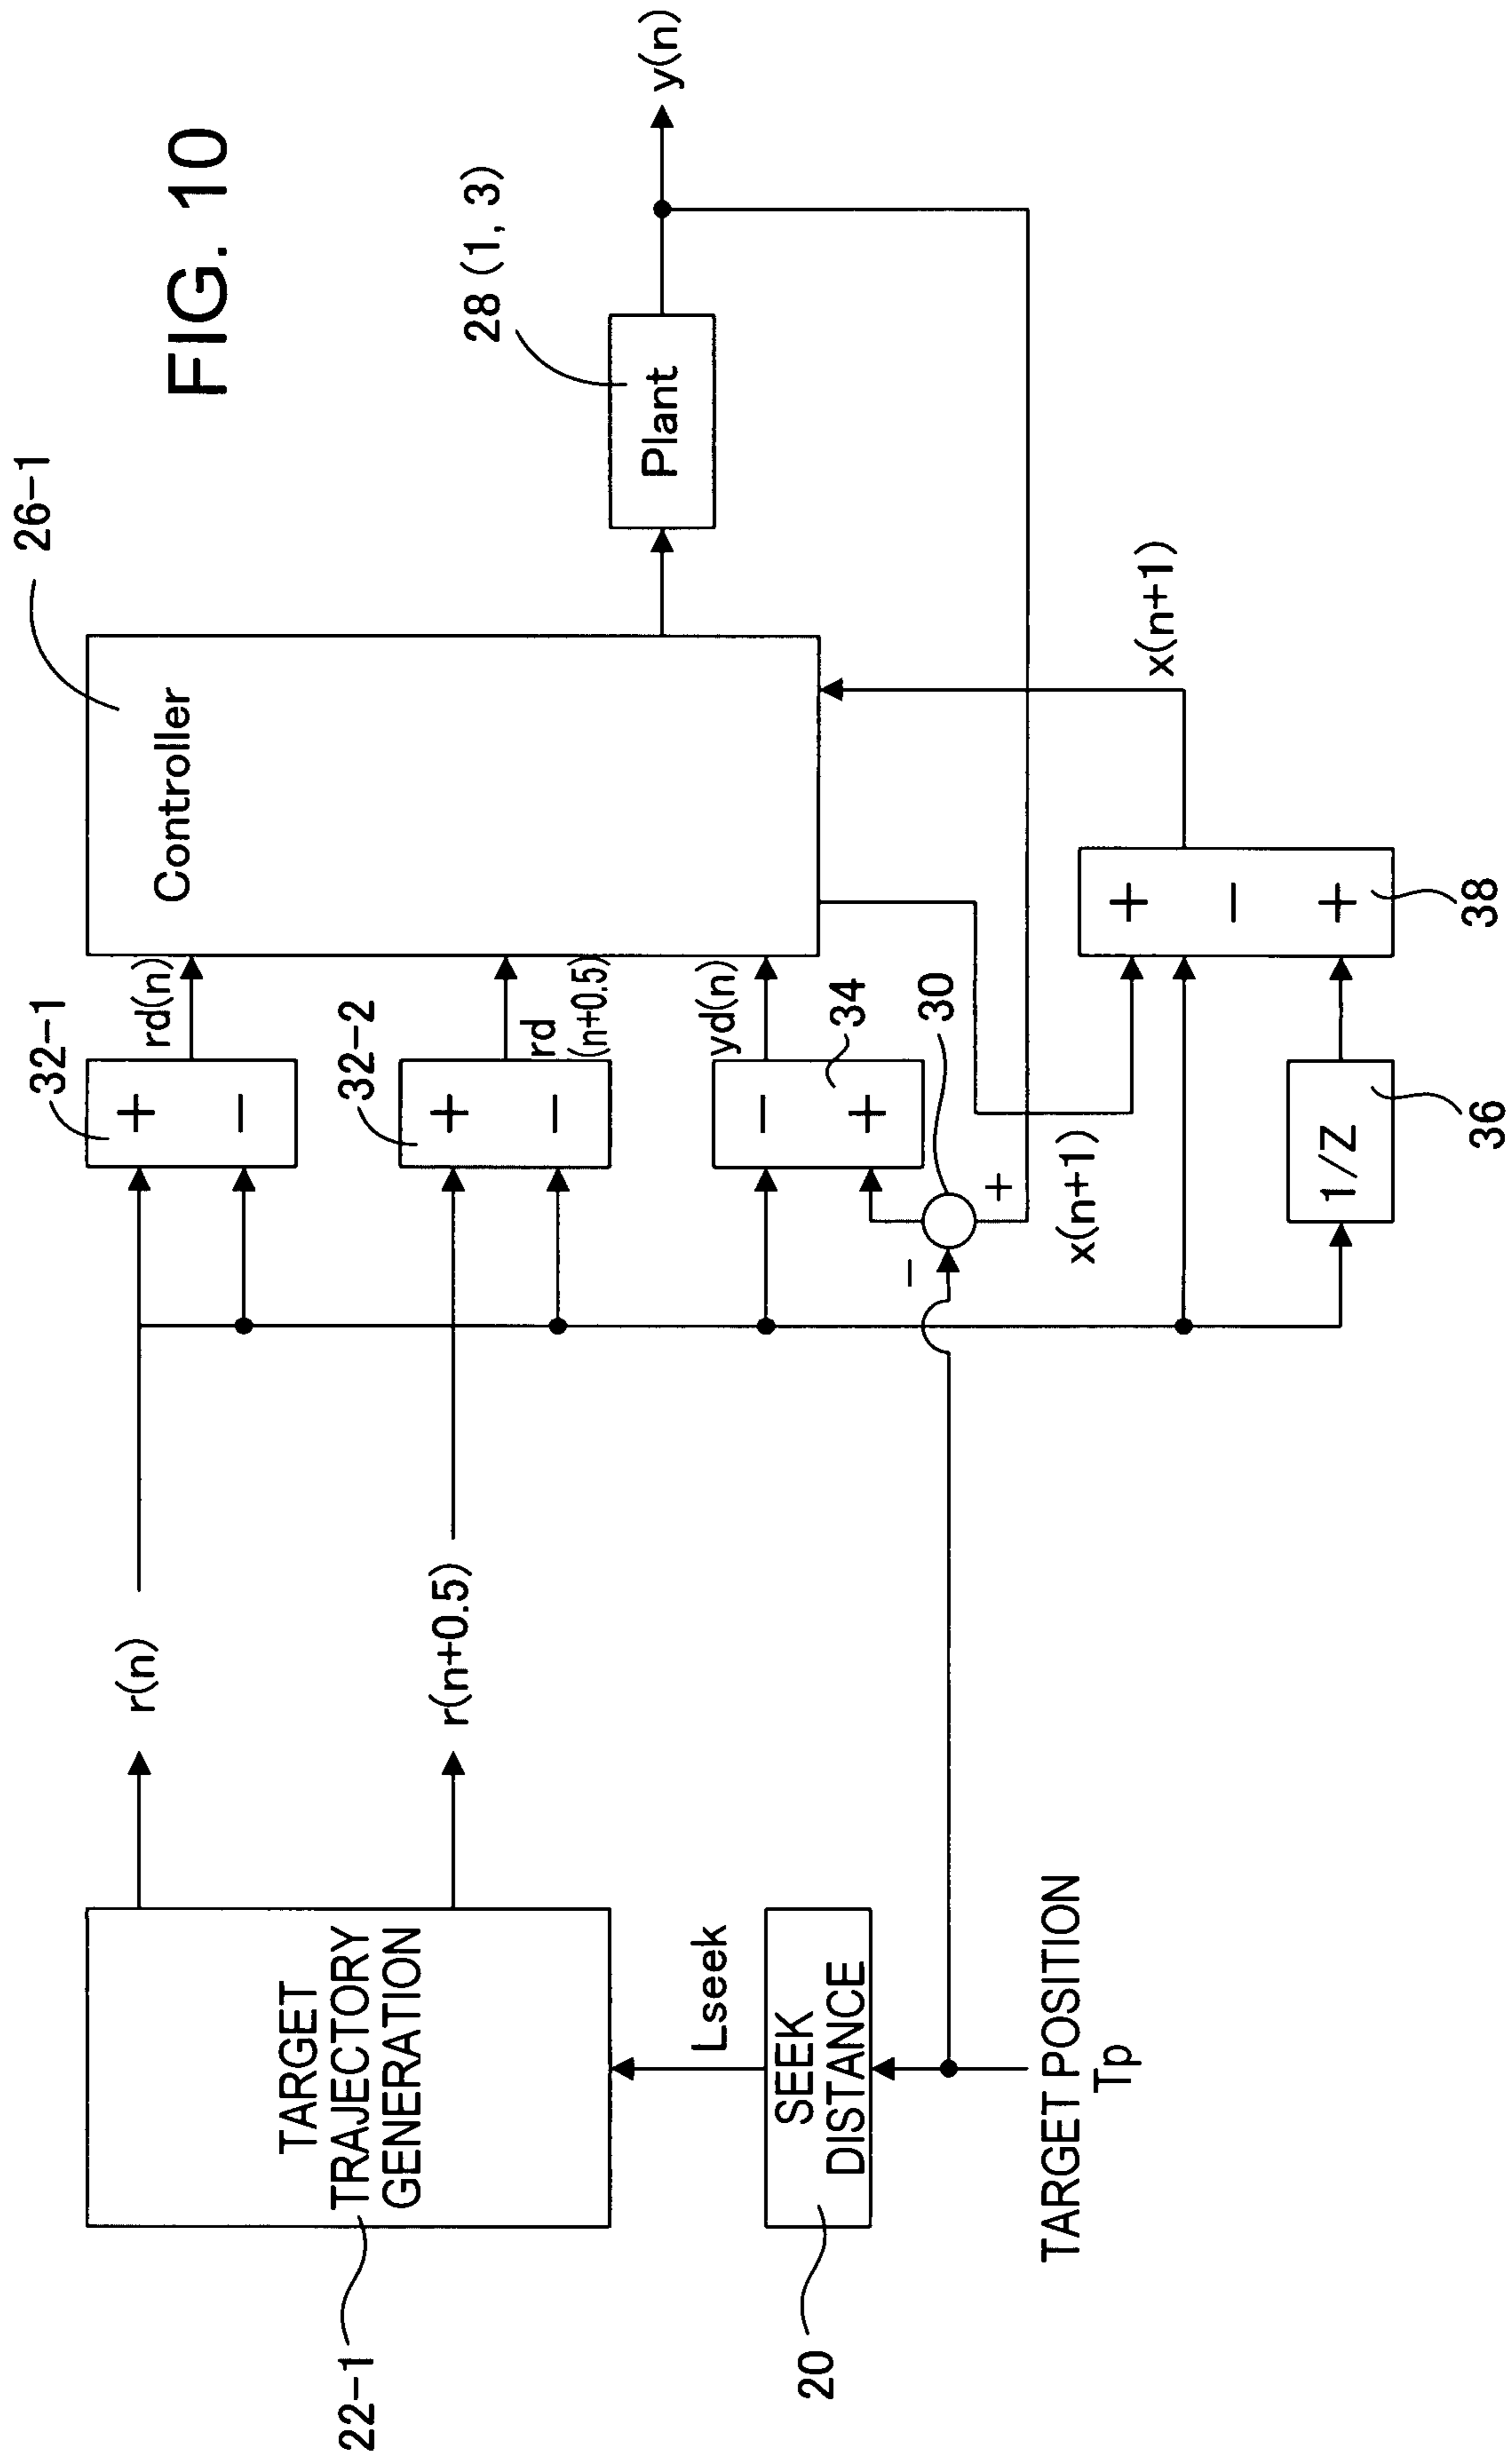 FIG. 10
22-1
TARGET
TRAJECTORY
GENERATION
r(n)
r(n+0.5)
Lseek
20
SEEK
DISTANCE
TARGET POSITION
Tp
32-1
+
−
rd(n)
32-2
+
−
rd
(n+0.5)
−
+
yd(n)
34
30
−
+
x(n+1)
Controller
26-1
Plant
28 (1, 3)
y(n)
x(n+1)
+
−
+
38
1/Z
36